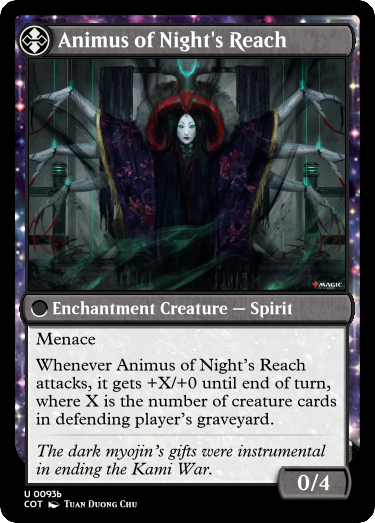 Animus of Night's Reach
MAGIC
Enchantment Creature — Spirit
Menace
Whenever Animus of Night's Reach
attacks, it gets +X/+0 until end of turn,
where X is the number of creature cards
in defending player's graveyard.
The dark myojin's gifts were instrumental
in ending the Kami War.
0/4
U 0093b
COT Tuan Duong Chu